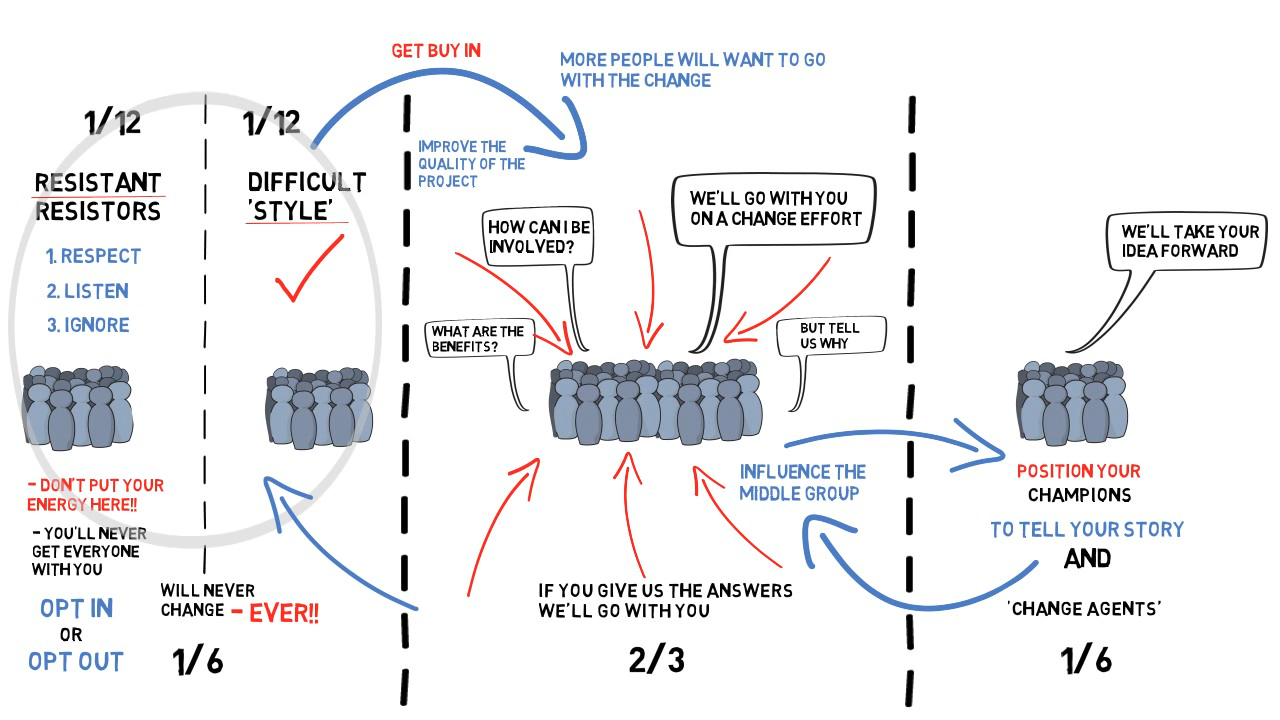 1/12
RESISTANT
RESISTORS
1. RESPECT
2. LISTEN
3. IGNORE
- DON'T PUT YOUR
ENERGY HERE!!
- YOU'LL NEVER
GET EVERYONE
WITH YOU
OPT IN
OR
OPT OUT
1/12
DIFFICULT
'STYLE'
WILL NEVER
CHANGE - EVER!!
1/6
GET BUY IN
MORE PEOPLE WILL WANT TO GO
WITH THE CHANGE
IMPROVE THE
QUALITY OF THE
PROJECT
HOW CAN I BE
INVOLVED?
WE'LL GO WITH YOU
ON A CHANGE EFFORT
WHAT ARE THE
BENEFITS?
BUT TELL
US WHY
INFLUENCE THE
MIDDLE GROUP
IF YOU GIVE US THE ANSWERS
WE'LL GO WITH YOU
2/3
WE'LL TAKE YOUR
IDEA FORWARD
POSITION YOUR
CHAMPIONS
TO TELL YOUR STORY
AND
'CHANGE AGENTS'
1/6